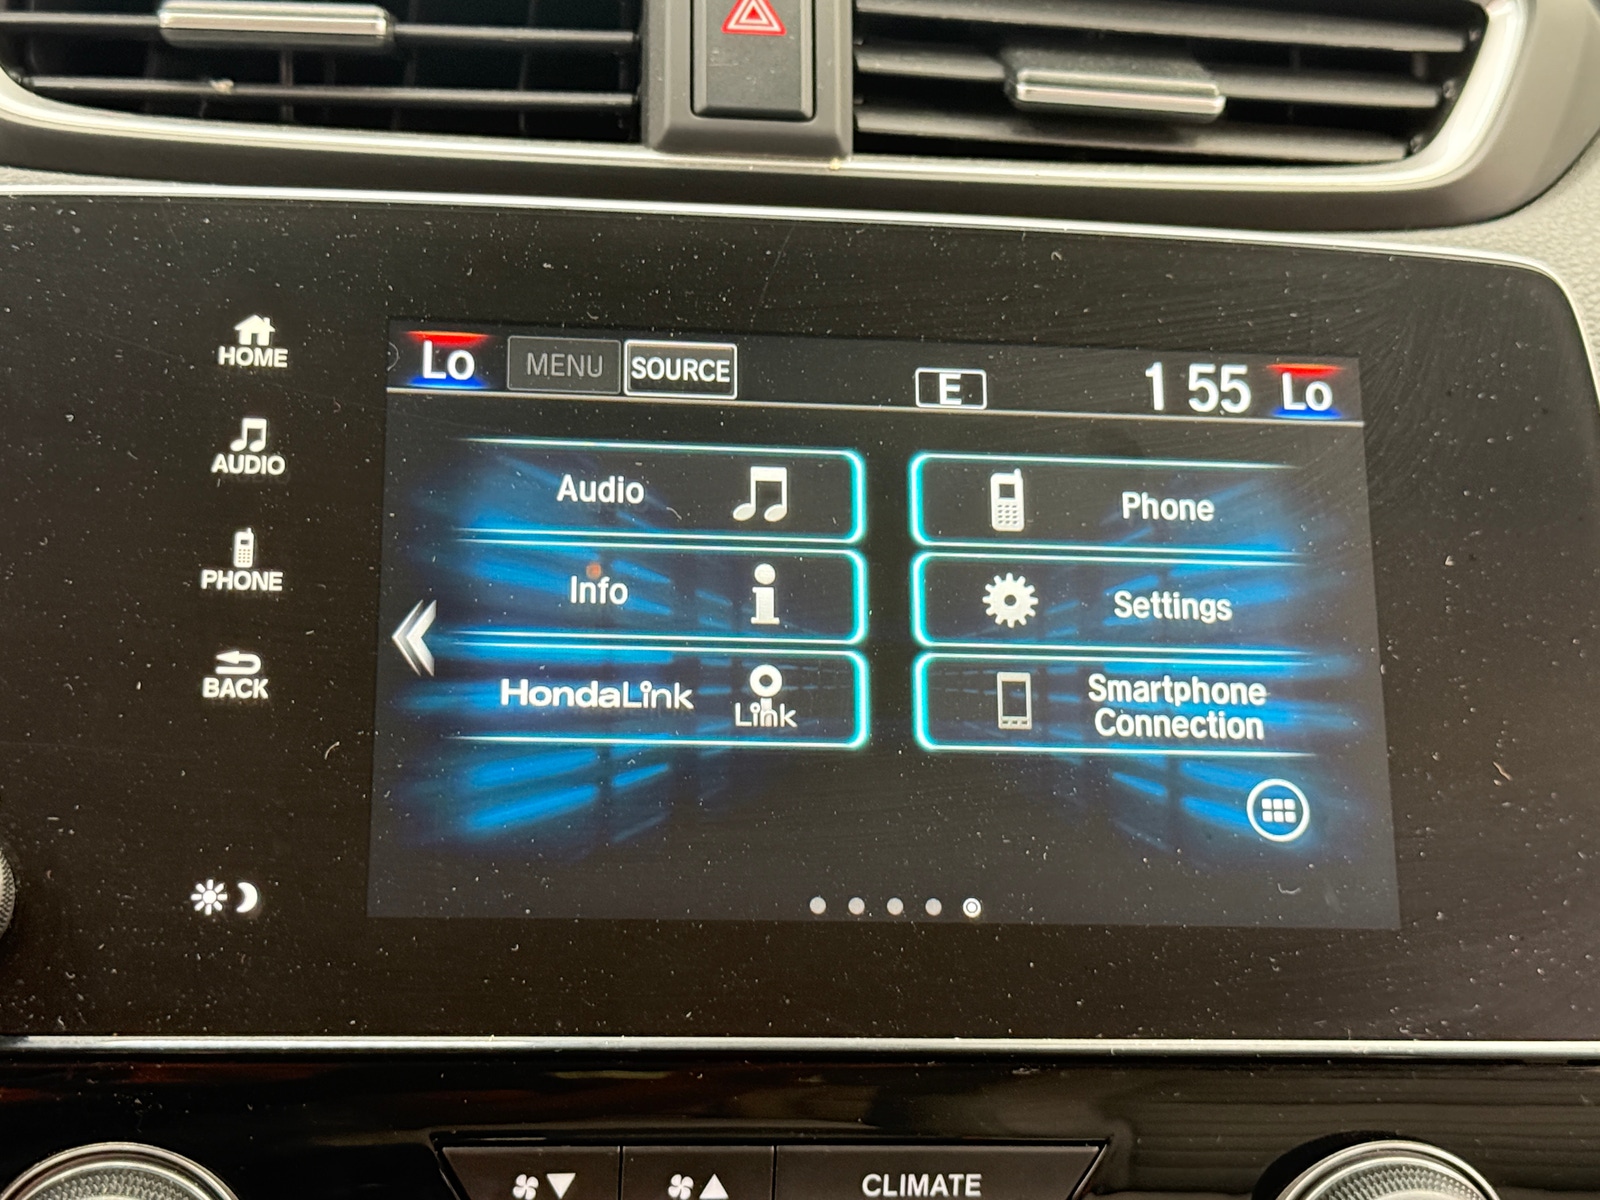 HOME
AUDIO
PHONE
BACK
Lo MENU SOURCE E 1 55 Lo
Audio
Phone
Info
Settings
HondaLink
Link
Smartphone
Connection
CLIMATE